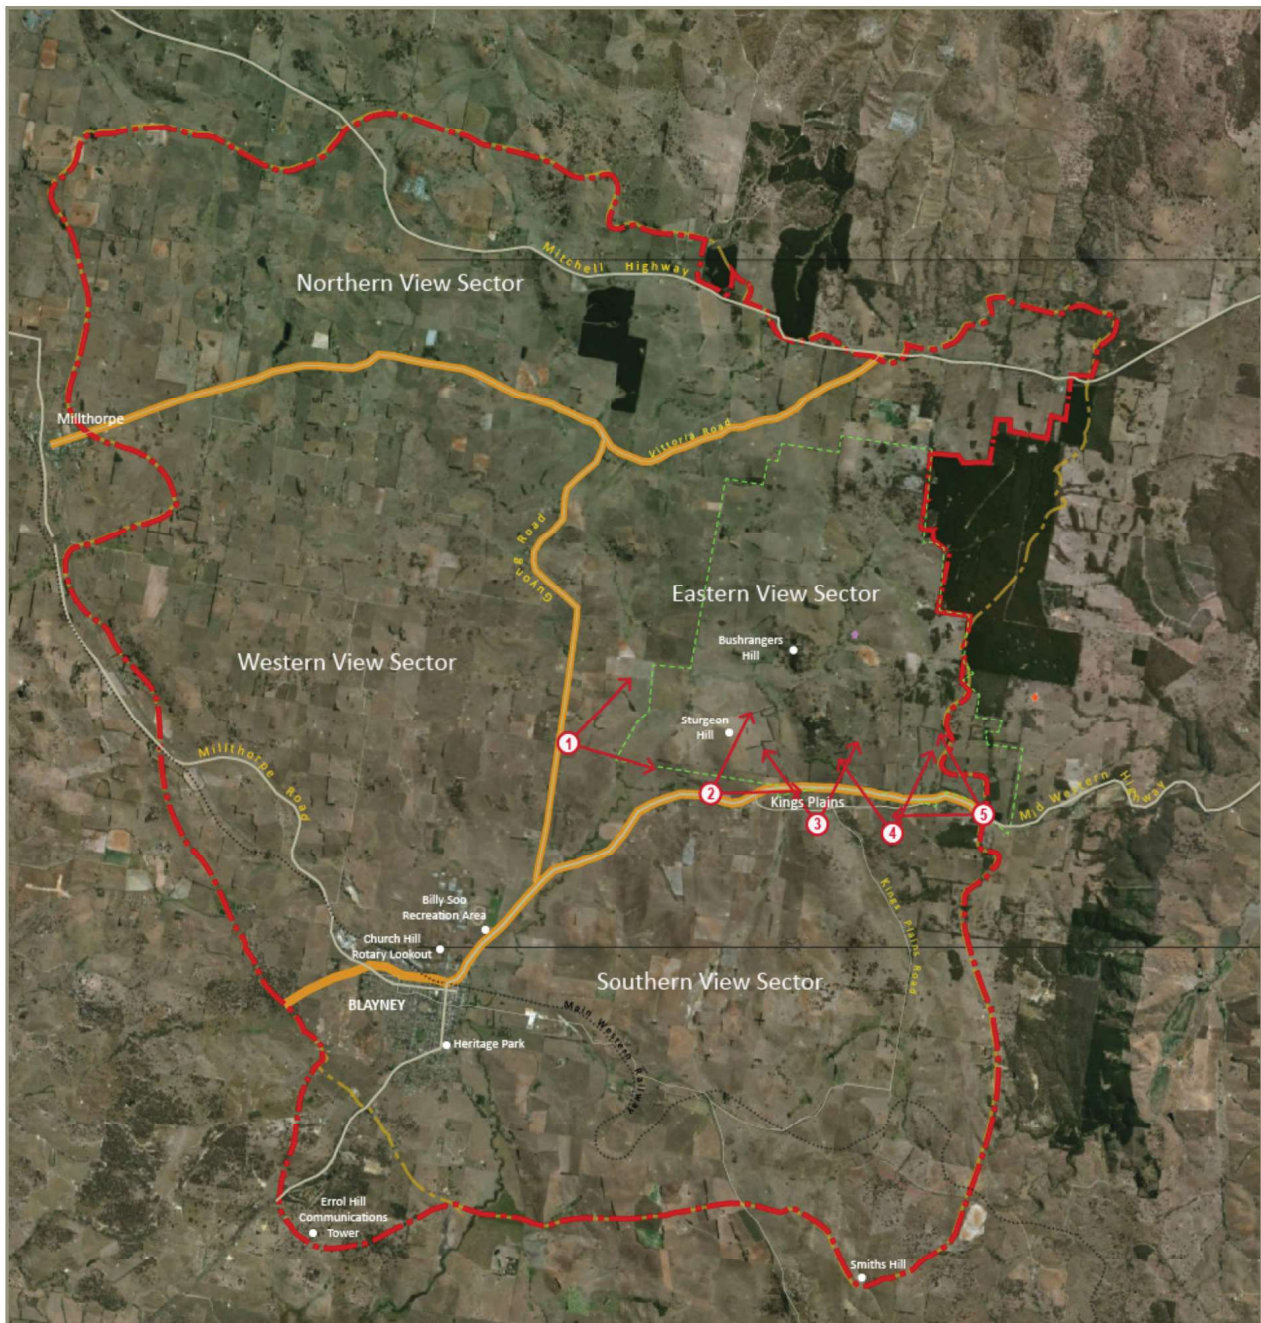 Mitchell Highway
Northern View Sector
Millthorpe
Vittoria Road
Guyong Road
Eastern View Sector
Bushrangers
Hill
Western View Sector
Sturgeon
Hill
1
Millthorpe Road
2
Kings Plains
Mid Western Highway
3
4
5
Kings Plains Road
Billy Soo
Recreation Area
Church Hill
Rotary Lookout
Southern View Sector
BLAYNEY
Main Western Railway
Heritage Park
Errol Hill
Communications
Tower
Smiths Hill